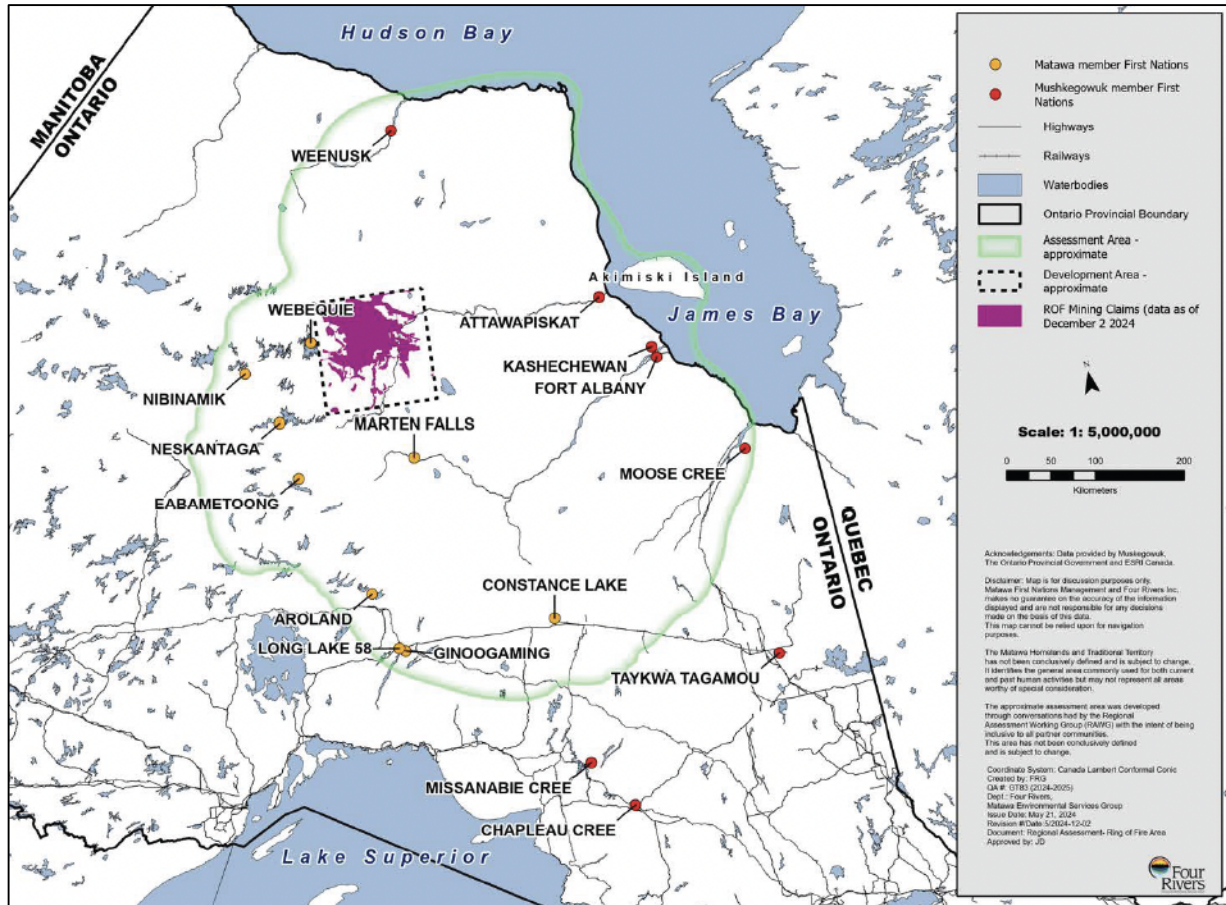 Hudson Bay
MANITOBA
ONTARIO
WEENUSK
Akimiski Island
WEBEQUIE
ATTAWAPISKAT
James Bay
KASHECHEWAN
FORT ALBANY
NIBINAMIK
NESKANTAGA
MARTEN FALLS
EABAMETOONG
MOOSE CREE
QUEBEC
ONTARIO
CONSTANCE LAKE
AROLAND
LONG LAKE 58
GINOOGAMING
TAYKWA TAGAMOU
MISSANABIE CREE
CHAPLEAU CREE
Lake Superior
Matawa member First Nations
Mushkegowuk member First
Nations
Highways
Railways
Waterbodies
Ontario Provincial Boundary
Assessment Area -
approximate
Development Area -
approximate
ROF Mining Claims (data as of
December 2 2024
N
Scale: 1: 5,000,000
0 50 100 200
Kilometers
Acknowledgements: Data provided by Muskegowuk,
The Ontario Provincial Government and ESRI Canada.
Disclaimer: Map is for discussion purposes only.
Matawa First Nations Management and Four Rivers Inc.
makes no guarantee on the accuracy of the information
displayed and are not responsible for any decisions
made on the basis of this data.
This map cannot be relied upon for navigation
purposes.
The Matawa Homelands and Traditional Territory
has not been conclusively defined and is subject to change.
It identifies the general area commonly used for both current
and past human activities but may not represent all areas
worthy of special consideration.
The approximate assessment area was developed
through conversations had by the Regional
Assessment Working Group (RAWG) with the intent of being
inclusive to all partner communities.
This area has not been conclusively defined
and is subject to change.
Coordinate System: Canada Lambert Conformal Conic
Created by: FRG
QA #: GT83 (2024-2025)
Dept.: Four Rivers,
Matawa Environmental Services Group
Issue Date: May 21, 2024
Revision #/Date:5/2024-12-02
Document: Regional Assessment- Ring of Fire Area
Approved by: JD
Four
Rivers